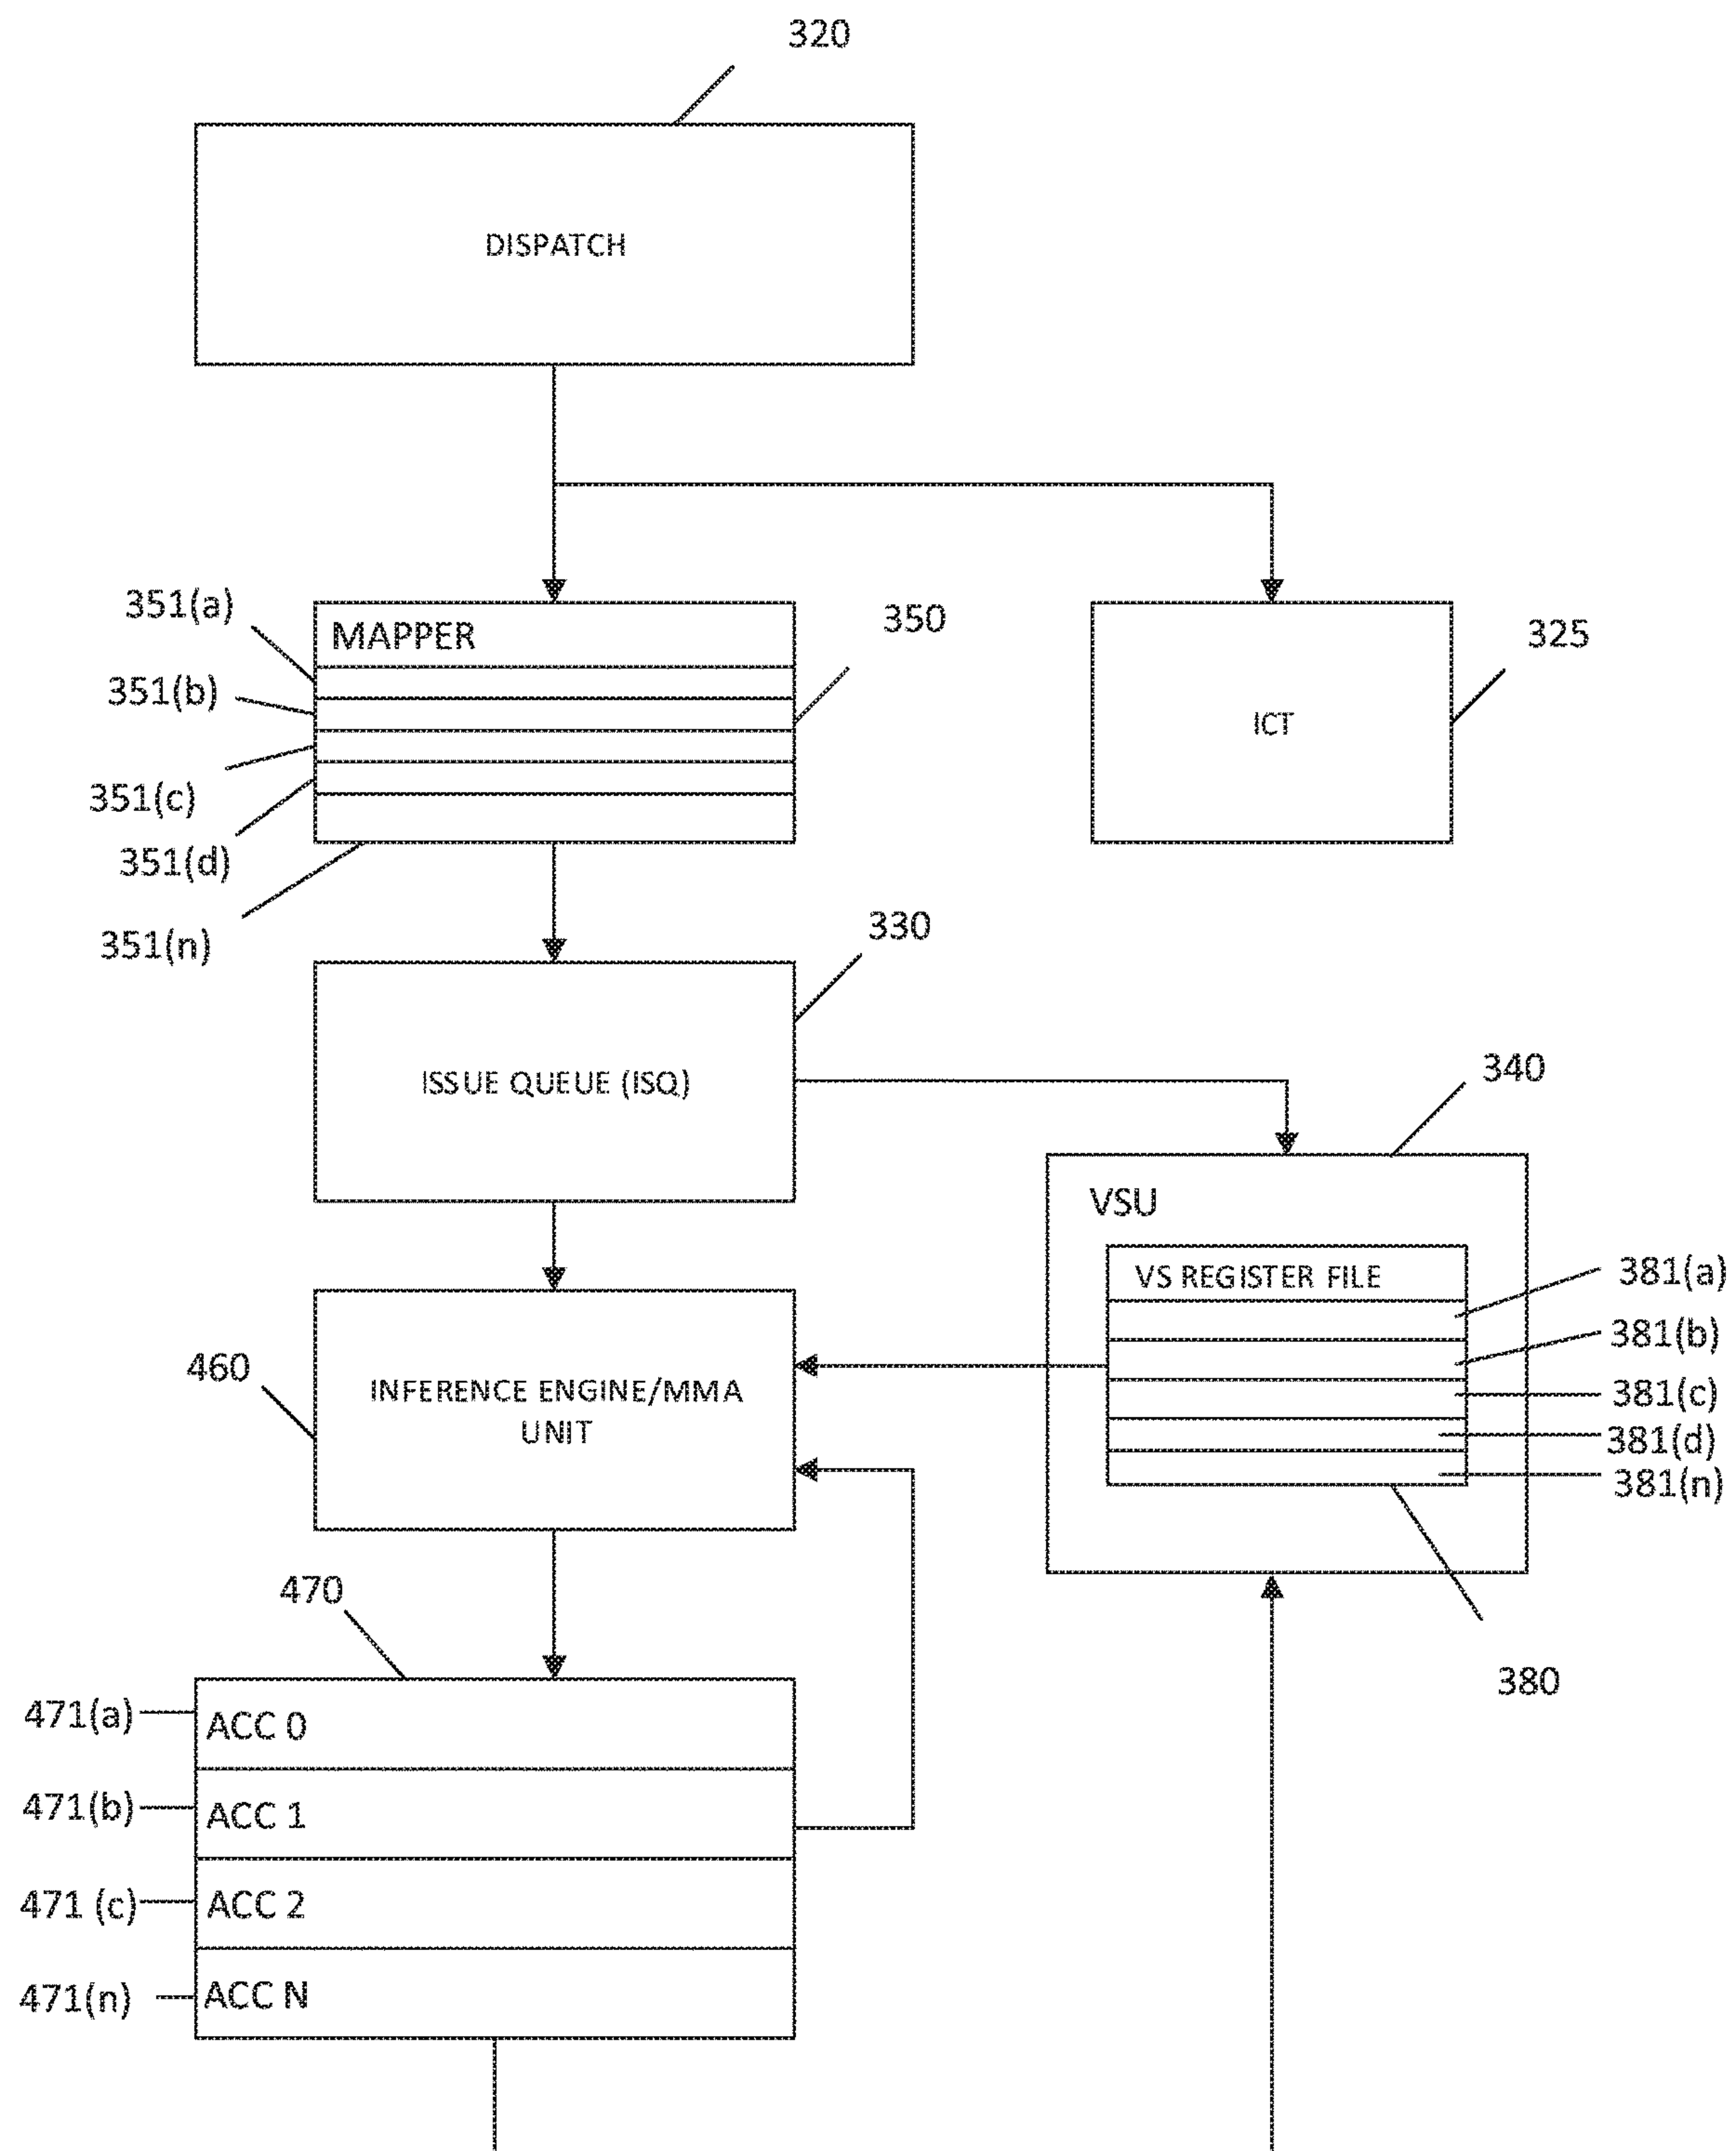 320
DISPATCH
351(a)
MAPPER
350
325
351(b)
ICT
351(c)
351(d)
351(n)
330
ISSUE QUEUE (ISQ)
340
VSU
VS REGISTER FILE
381(a)
381(b)
460
INFERENCE ENGINE/MMA
UNIT
381(c)
381(d)
381(n)
470
380
471(a)
ACC 0
471(b)
ACC 1
471 (c)
ACC 2
471(n)
ACC N